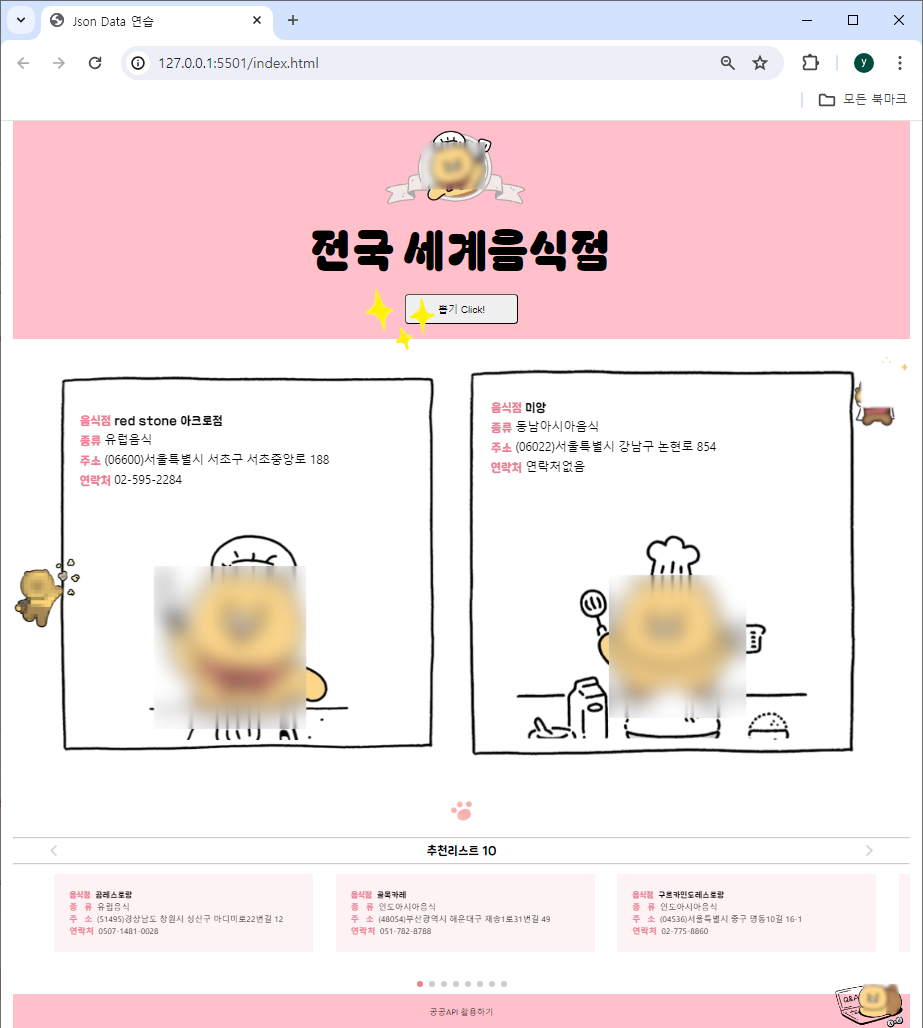 Json Data 연습
127.0.0.1:5501/index.html
y
모든 북마크
전국 세계음식점
뽑기 Click!
음식점 red stone 아크로점
종류 유럽음식
주소 (06600)서울특별시 서초구 서초중앙로 188
연락처 02-595-2284
음식점 미앙
종류 동남아시아음식
주소 (06022)서울특별시 강남구 논현로 854
연락처 연락처없음
추천리스트 10
음식점 곰레스토랑
종 류 유럽음식
주 소 (51495)경상남도 창원시 성산구 마디미로22번길 12
연락처 0507-1481-0028
음식점 골목카레
종 류 인도아시아음식
주 소 (48054)부산광역시 해운대구 재송1로31번길 49
연락처 051-782-8788
음식점 구르카인도레스토랑
종 류 인도아시아음식
주 소 (04536)서울특별시 중구 명동10길 16-1
연락처 02-775-8860
Q&A
공공API 활용하기